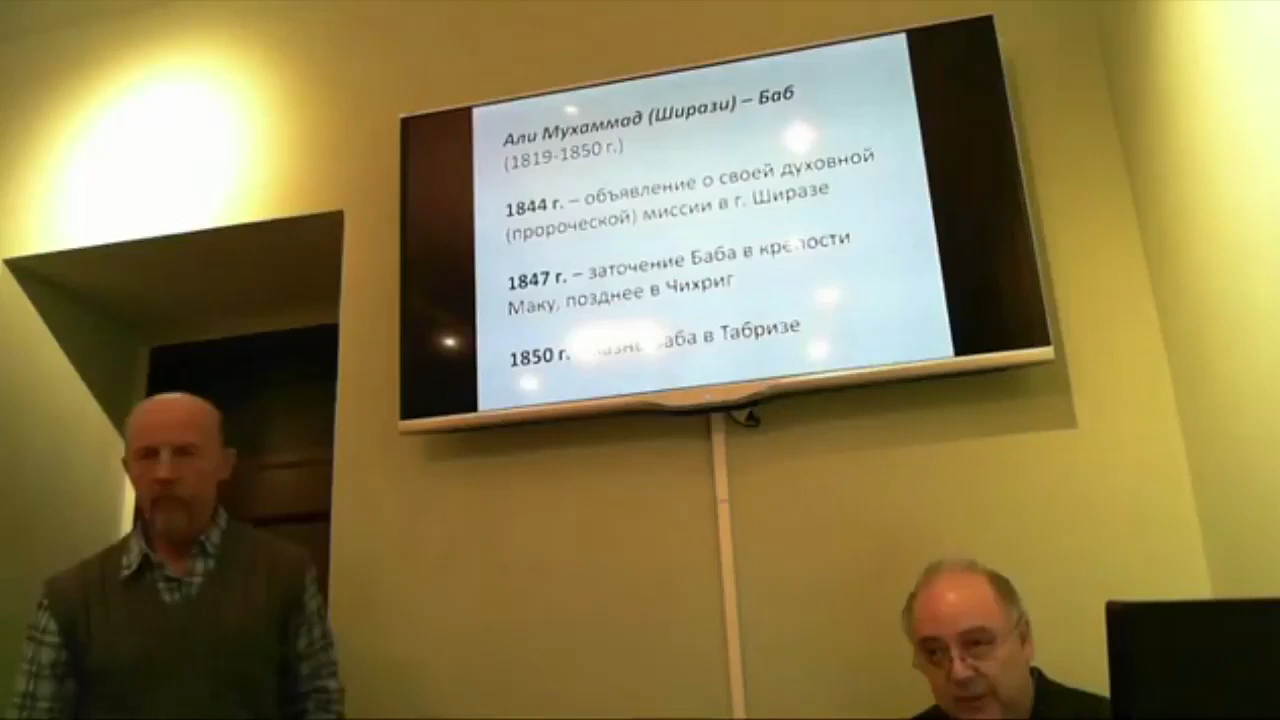 Али Мухаммад (Ширази) – Баб
(1819-1850 г.)
1844 г. – объявление о своей духовной
(пророческой) миссии в г. Ширазе
1847 г. – заточение Баба в крепости
Маку, позднее в Чихриг
1850 г. Баба в Табризе